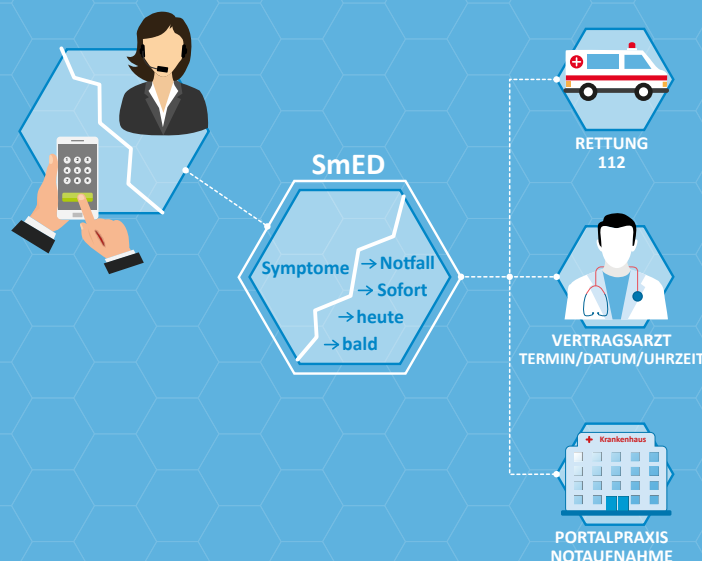 SmED
Symptome
→ Notfall
→ Sofort
→ heute
→ bald
RETTUNG
112
VERTRAGSARZT
TERMIN/DATUM/UHRZEIT
Krankenhaus
PORTALPRAXIS
NOTAUFNAHME